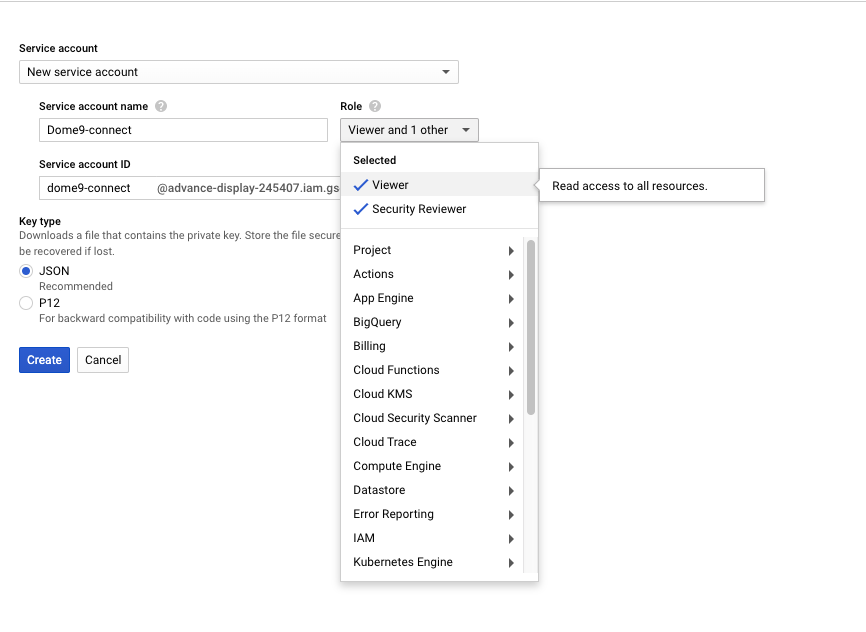 Service account
New service account
Service account name ?
Role ?
Dome9-connect
Viewer and 1 other
Service account ID
dome9-connect @advance-display-245407.iam.gs
Key type
Downloads a file that contains the private key. Store the file secure
be recovered if lost.
JSON
Recommended
P12
For backward compatibility with code using the P12 format
Create Cancel
Selected
Viewer
Security Reviewer
Read access to all resources.
Project
Actions
App Engine
BigQuery
Billing
Cloud Functions
Cloud KMS
Cloud Security Scanner
Cloud Trace
Compute Engine
Datastore
Error Reporting
IAM
Kubernetes Engine